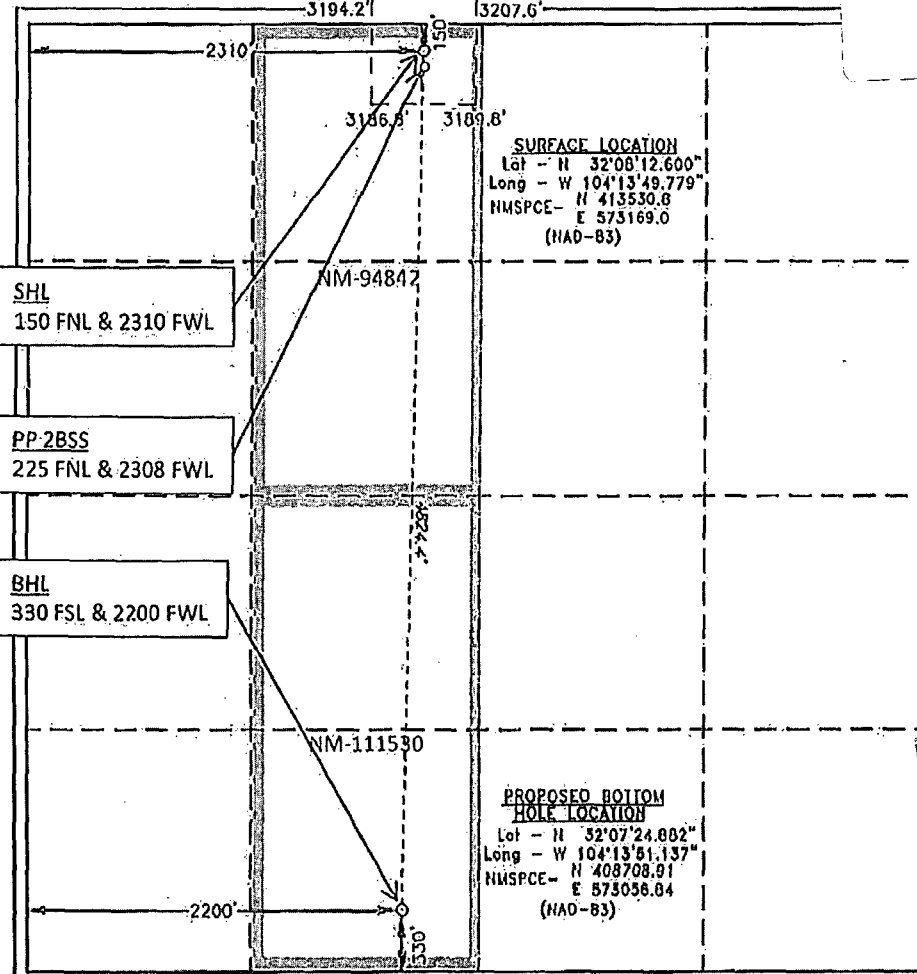 3194.2'
3207.6'
2310'
150'
3186.8'
3189.8'
SURFACE LOCATION
Lat - N 32°08'12.600"
Long - W 104°13'49.779"
NMSPCE- N 413530.8
E 573169.0
(NAD-83)
SHL
150 FNL & 2310 FWL
NM-94842
PP 2BSS
225 FNL & 2308 FWL
4824.4'
BHL
330 FSL & 2200 FWL
NM-111530
PROPOSED BOTTOM
HOLE LOCATION
Lat - N 32°07'24.882"
Long - W 104°13'51.137"
NMSPCE- N 408708.91
E 573056.84
(NAD-83)
2200'
330'